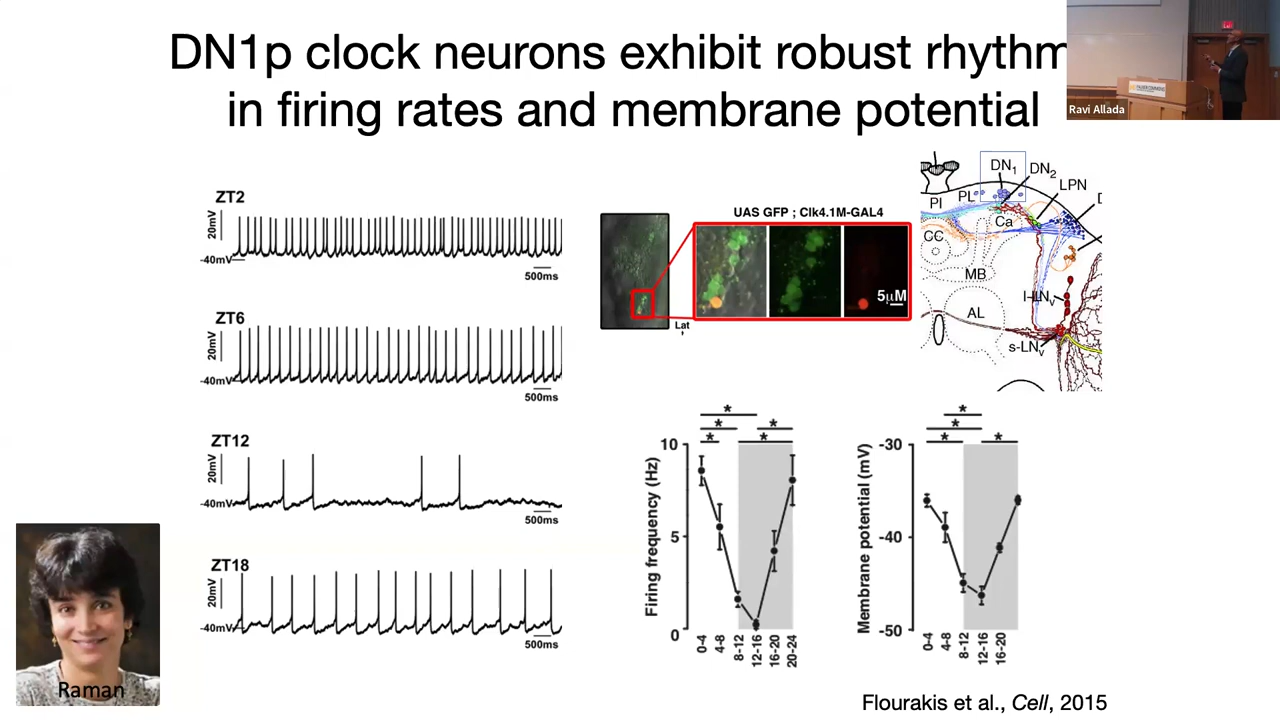 DN1p clock neurons exhibit robust rhythm
in firing rates and membrane potential
Ravi Allada
ZT2
20mV
-40mV
500ms
ZT6
20mV
-40mV
500ms
ZT12
20mV
-40mV
500ms
ZT18
20mV
-40mV
500ms
UAS GFP ; Clk4.1M-GAL4
5µM
Lat
DN1
DN2
LPN
D
PI
PL
Ca
CC
MB
AL
l-LNv
s-LNv
Firing frequency (Hz)
10
5
0
0-4
4-8
8-12
12-16
16-20
20-24
* * * * *
Membrane potential (mV)
-30
-40
-50
0-4
4-8
8-12
12-16
16-20
* * * *
Raman
Flourakis et al., Cell, 2015